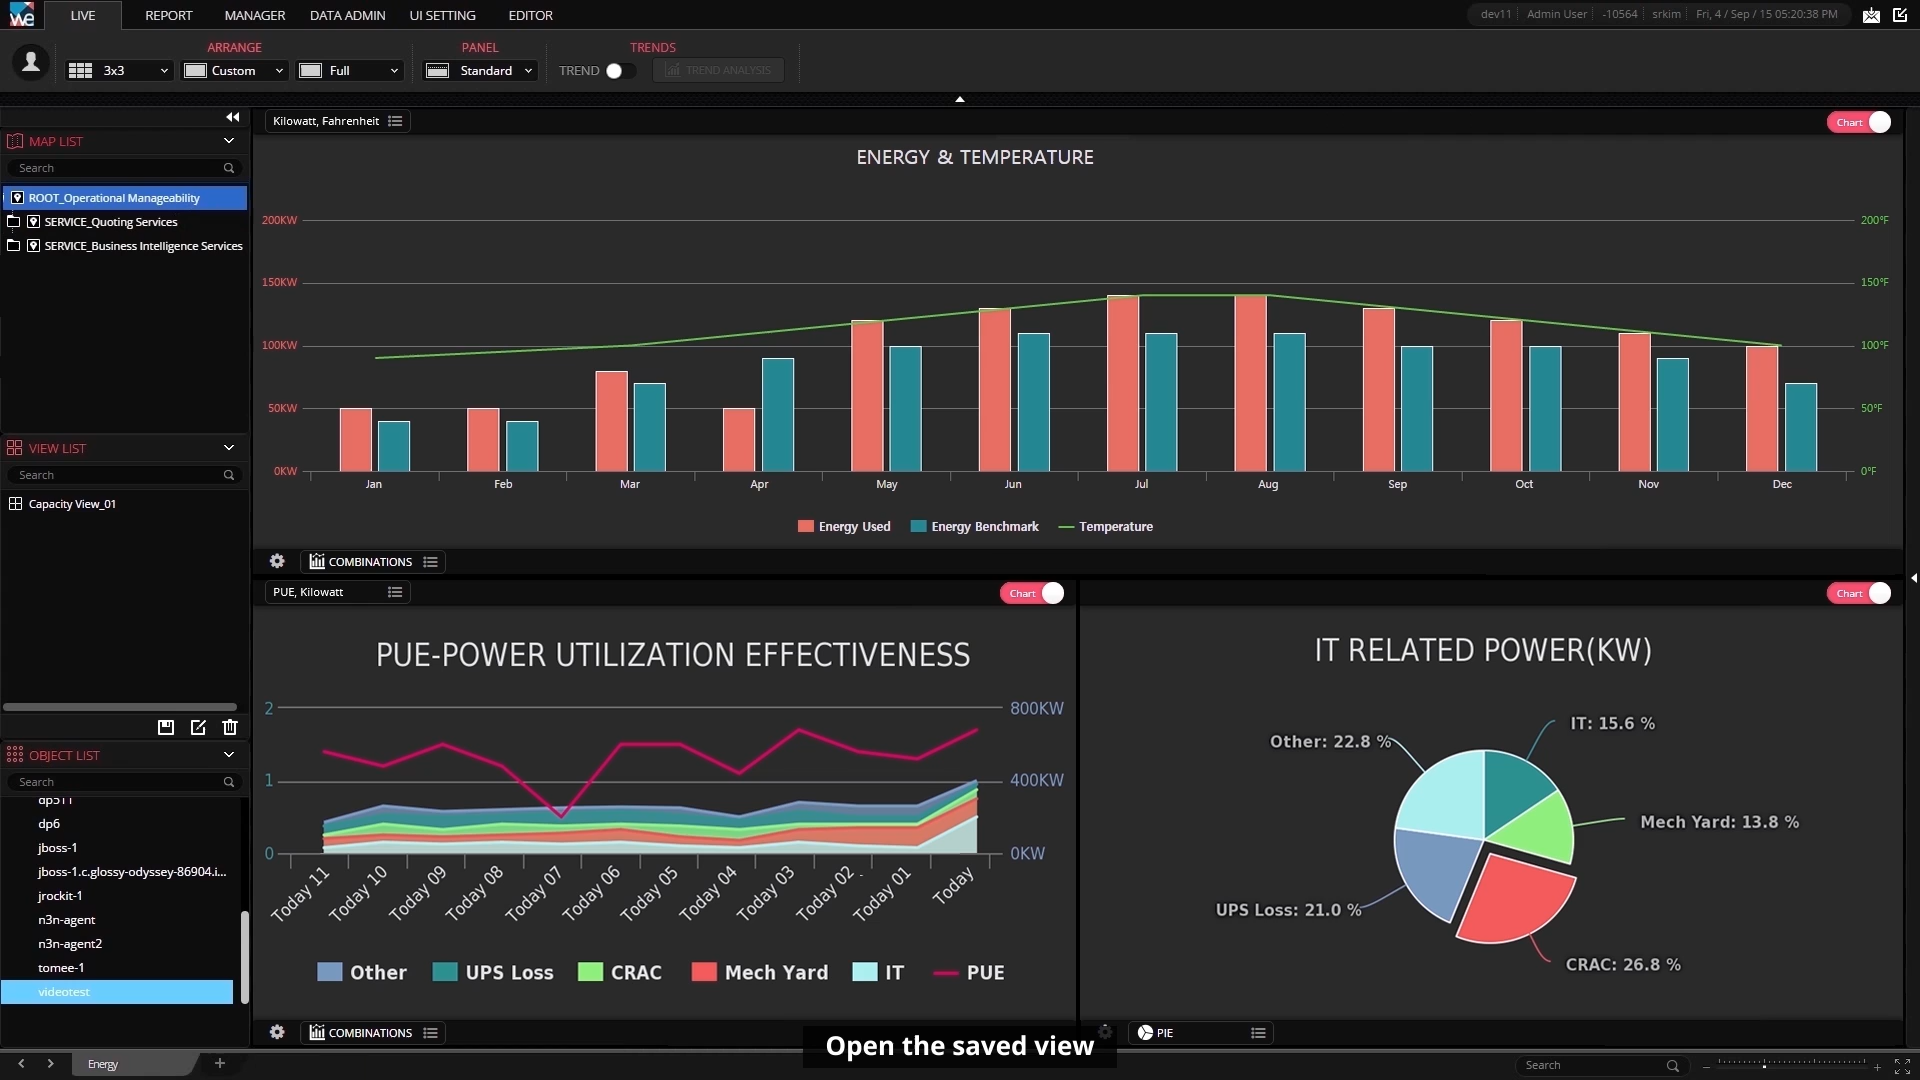 we LIVE REPORT MANAGER DATA ADMIN UI SETTING EDITOR dev11 Admin User -10564 srkim Fri, 4 / Sep / 15 05:20:38 PM
ARRANGE PANEL TRENDS
3x3 Custom Full Standard TREND TREND ANALYSIS
MAP LIST
Search
ROOT_Operational Manageability
SERVICE_Quoting Services
SERVICE_Business Intelligence Services
VIEW LIST
Search
Capacity View_01
OBJECT LIST
Search
dp511
dp6
jboss-1
jboss-1.c.glossy-odyssey-86904.i...
jrockit-1
n3n-agent
n3n-agent2
tomee-1
videotest
Kilowatt, Fahrenheit Chart
ENERGY & TEMPERATURE
200KW 200°F
150KW 150°F
100KW 100°F
50KW 50°F
0KW 0°F
Jan Feb Mar Apr May Jun Jul Aug Sep Oct Nov Dec
Energy Used Energy Benchmark Temperature
COMBINATIONS
PUE, Kilowatt Chart
PUE-POWER UTILIZATION EFFECTIVENESS
2 800KW
1 400KW
0 0KW
Today 11 Today 10 Today 09 Today 08 Today 07 Today 06 Today 05 Today 04 Today 03 Today 02 Today 01 Today
Other UPS Loss CRAC Mech Yard IT PUE
COMBINATIONS
Chart
IT RELATED POWER(KW)
IT: 15.6 %
Other: 22.8 %
Mech Yard: 13.8 %
UPS Loss: 21.0 %
CRAC: 26.8 %
PIE
Open the saved view
Energy + Search